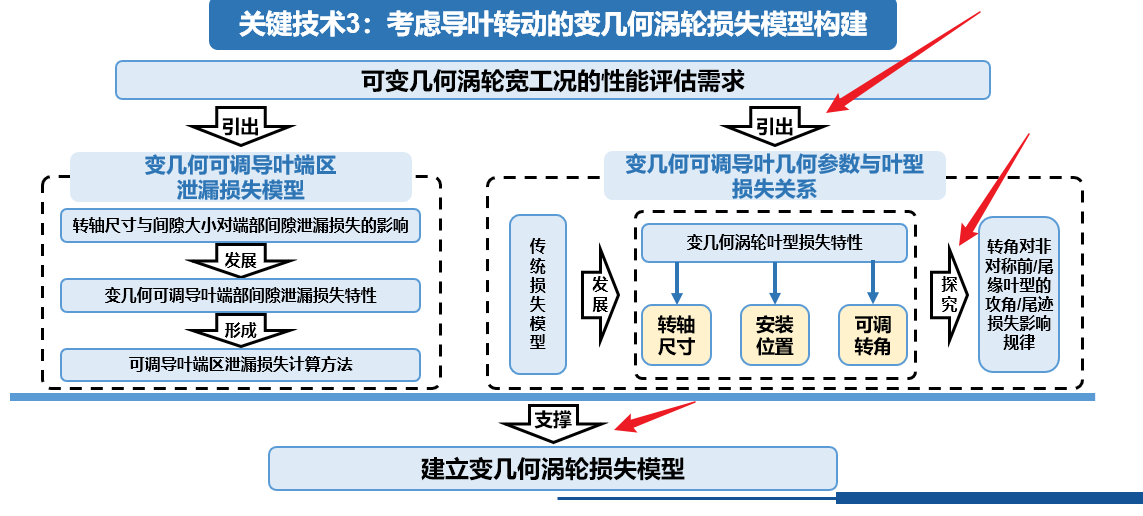 关键技术3：考虑导叶转动的变几何涡轮损失模型构建
可变几何涡轮宽工况的性能评估需求
引出
引出
变几何可调导叶端区
泄漏损失模型
转轴尺寸与间隙大小对端部间隙泄漏损失的影响
发展
变几何可调导叶端部间隙泄漏损失特性
形成
可调导叶端区泄漏损失计算方法
变几何可调导叶几何参数与叶型
损失关系
传统损失模型
发展
变几何涡轮叶型损失特性
转轴
尺寸
安装
位置
可调
转角
探究
转角对非
对称前/尾
缘叶型的
攻角/尾迹
损失影响
规律
支撑
建立变几何涡轮损失模型